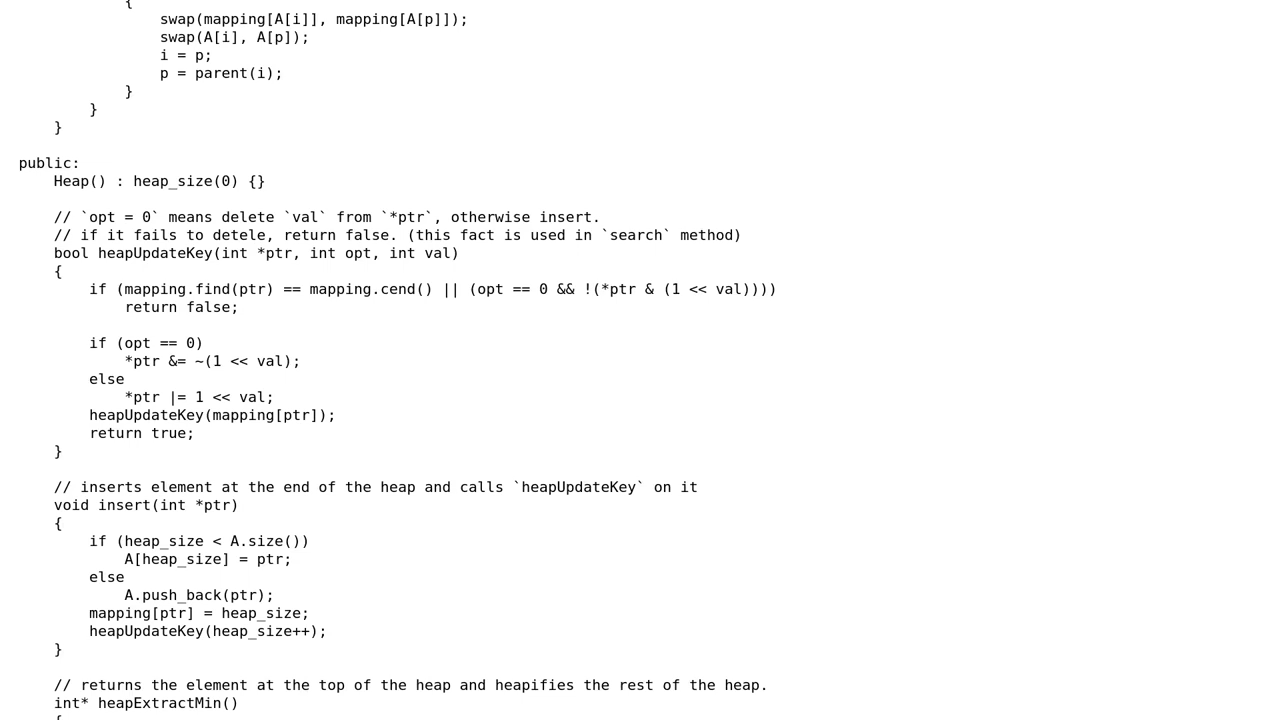 {
                swap(mapping[A[i]], mapping[A[p]]);
                swap(A[i], A[p]);
                i = p;
                p = parent(i);
            }
        }
    }

public:
    Heap() : heap_size(0) {}

    // `opt = 0` means delete `val` from `*ptr`, otherwise insert.
    // if it fails to detele, return false. (this fact is used in `search` method)
    bool heapUpdateKey(int *ptr, int opt, int val)
    {
        if (mapping.find(ptr) == mapping.cend() || (opt == 0 && !(*ptr & (1 << val))))
            return false;

        if (opt == 0)
            *ptr &= ~(1 << val);
        else
            *ptr |= 1 << val;
        heapUpdateKey(mapping[ptr]);
        return true;
    }

    // inserts element at the end of the heap and calls `heapUpdateKey` on it
    void insert(int *ptr)
    {
        if (heap_size < A.size())
            A[heap_size] = ptr;
        else
            A.push_back(ptr);
        mapping[ptr] = heap_size;
        heapUpdateKey(heap_size++);
    }

    // returns the element at the top of the heap and heapifies the rest of the heap.
    int* heapExtractMin()
    {